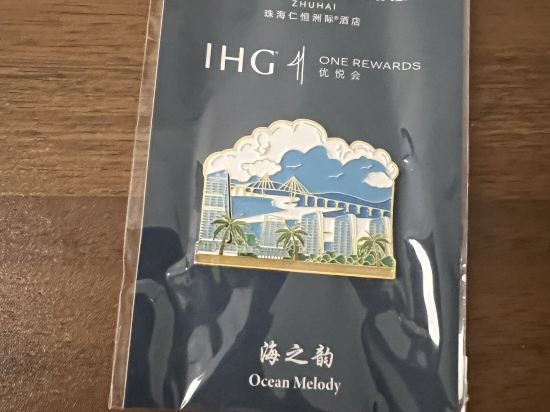 ZHUHAI
珠海仁恒洲际®酒店
IHG® ONE REWARDS
优悦会
海之韵
Ocean Melody